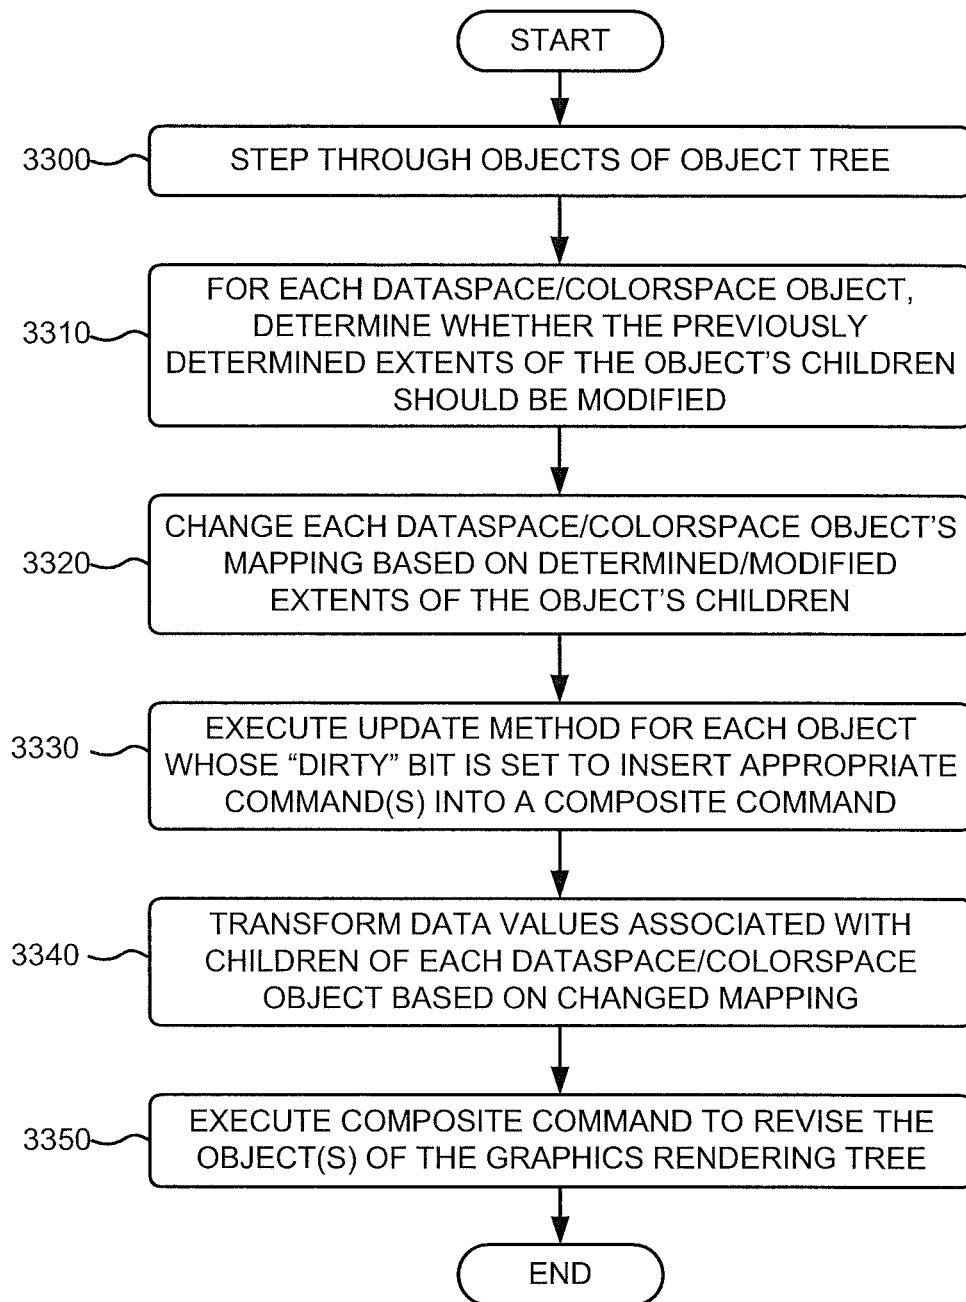 START
3300
STEP THROUGH OBJECTS OF OBJECT TREE
3310
FOR EACH DATASPACE/COLORSPACE OBJECT,
DETERMINE WHETHER THE PREVIOUSLY
DETERMINED EXTENTS OF THE OBJECT'S CHILDREN
SHOULD BE MODIFIED
3320
CHANGE EACH DATASPACE/COLORSPACE OBJECT'S
MAPPING BASED ON DETERMINED/MODIFIED
EXTENTS OF THE OBJECT'S CHILDREN
3330
EXECUTE UPDATE METHOD FOR EACH OBJECT
WHOSE “DIRTY” BIT IS SET TO INSERT APPROPRIATE
COMMAND(S) INTO A COMPOSITE COMMAND
3340
TRANSFORM DATA VALUES ASSOCIATED WITH
CHILDREN OF EACH DATASPACE/COLORSPACE
OBJECT BASED ON CHANGED MAPPING
3350
EXECUTE COMPOSITE COMMAND TO REVISE THE
OBJECT(S) OF THE GRAPHICS RENDERING TREE
END